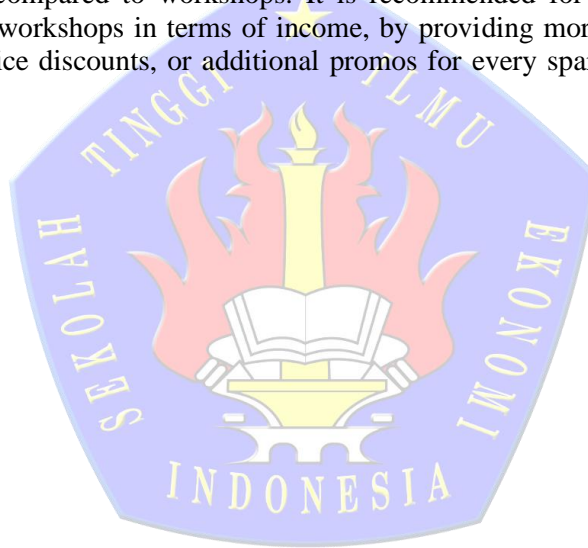 compared to workshops. It is recommended for
workshops in terms of income, by providing mor
ice discounts, or additional promos for every spar
SEKOLAH TINGGI ILMU EKONOMI
INDONESIA